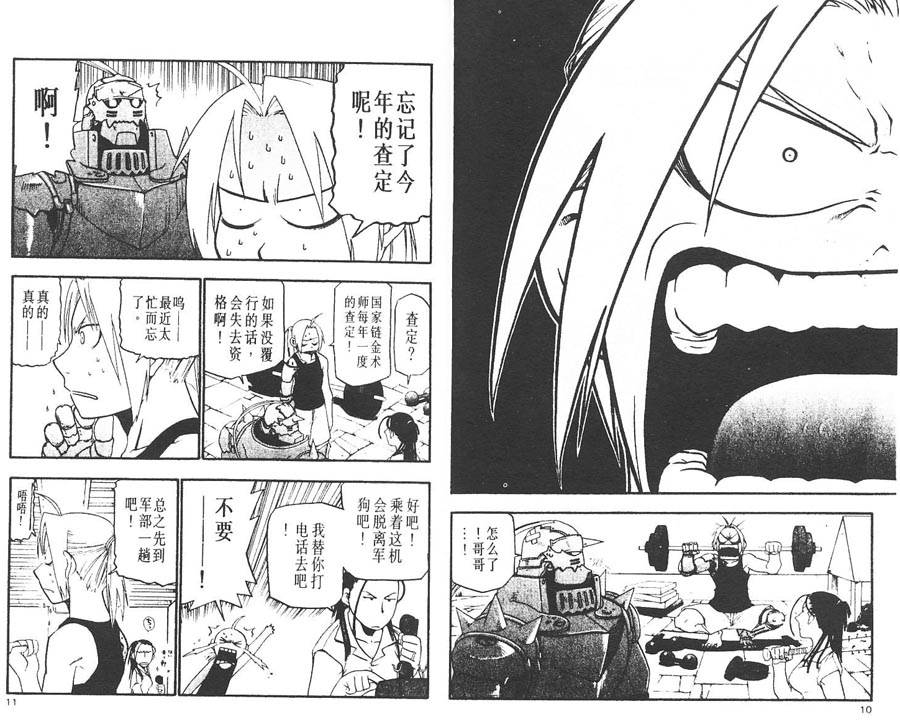 怎么了
！哥哥
……！
10
忘记了今
年的查定
呢！
啊！
查定？
国家链金术
师每年一度
的查定！
如果没覆
行的话，
会失去资
格啊！
呜——
最近太
忙而忘
了。
真的——
真的——
好吧！
乘着这机
会脱离军
狗吧！
我替你打
电话去吧
！
不要
——！
总之先到
军部一趟
吧！
唔唔！
11